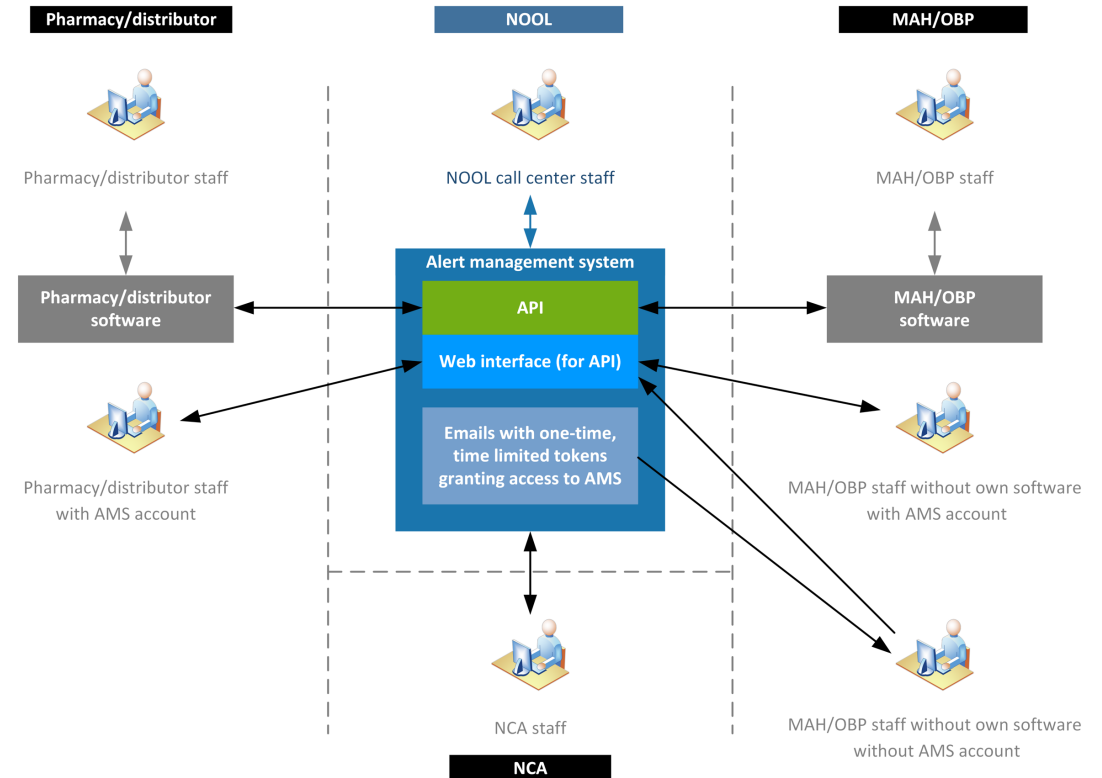 Pharmacy/distributor
NOOL
MAH/OBP
Pharmacy/distributor staff
NOOL call center staff
MAH/OBP staff
Alert management system
Pharmacy/distributor
software
API
MAH/OBP
software
Web interface (for API)
Emails with one-time,
time limited tokens
granting access to AMS
Pharmacy/distributor staff
with AMS account
MAH/OBP staff without own software
with AMS account
NCA staff
MAH/OBP staff without own software
without AMS account
NCA